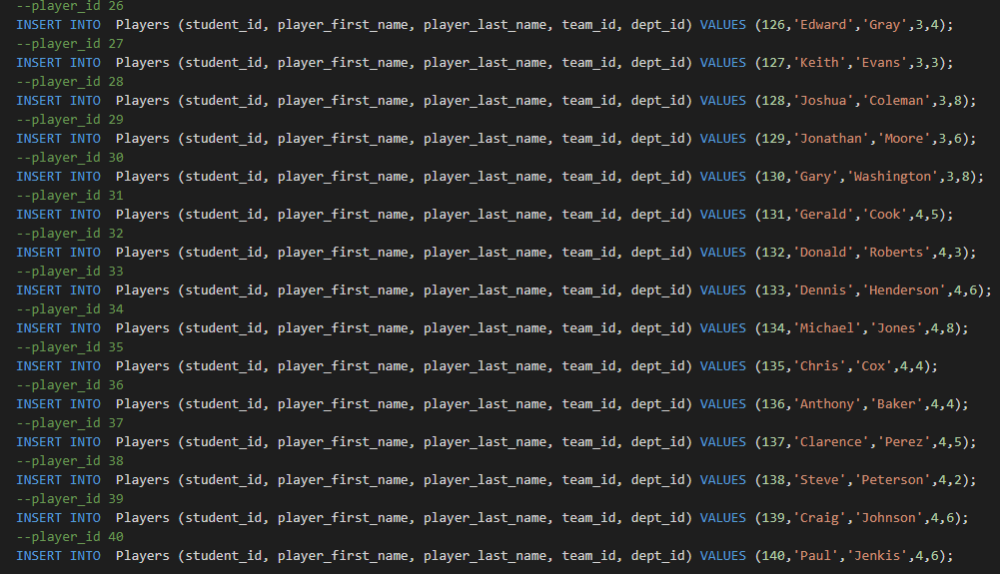 --player_id 26
INSERT INTO  Players (student_id, player_first_name, player_last_name, team_id, dept_id) VALUES (126,'Edward','Gray',3,4);
--player_id 27
INSERT INTO  Players (student_id, player_first_name, player_last_name, team_id, dept_id) VALUES (127,'Keith','Evans',3,3);
--player_id 28
INSERT INTO  Players (student_id, player_first_name, player_last_name, team_id, dept_id) VALUES (128,'Joshua','Coleman',3,8);
--player_id 29
INSERT INTO  Players (student_id, player_first_name, player_last_name, team_id, dept_id) VALUES (129,'Jonathan','Moore',3,6);
--player_id 30
INSERT INTO  Players (student_id, player_first_name, player_last_name, team_id, dept_id) VALUES (130,'Gary','Washington',3,8);
--player_id 31
INSERT INTO  Players (student_id, player_first_name, player_last_name, team_id, dept_id) VALUES (131,'Gerald','Cook',4,5);
--player_id 32
INSERT INTO  Players (student_id, player_first_name, player_last_name, team_id, dept_id) VALUES (132,'Donald','Roberts',4,3);
--player_id 33
INSERT INTO  Players (student_id, player_first_name, player_last_name, team_id, dept_id) VALUES (133,'Dennis','Henderson',4,6);
--player_id 34
INSERT INTO  Players (student_id, player_first_name, player_last_name, team_id, dept_id) VALUES (134,'Michael','Jones',4,8);
--player_id 35
INSERT INTO  Players (student_id, player_first_name, player_last_name, team_id, dept_id) VALUES (135,'Chris','Cox',4,4);
--player_id 36
INSERT INTO  Players (student_id, player_first_name, player_last_name, team_id, dept_id) VALUES (136,'Anthony','Baker',4,4);
--player_id 37
INSERT INTO  Players (student_id, player_first_name, player_last_name, team_id, dept_id) VALUES (137,'Clarence','Perez',4,5);
--player_id 38
INSERT INTO  Players (student_id, player_first_name, player_last_name, team_id, dept_id) VALUES (138,'Steve','Peterson',4,2);
--player_id 39
INSERT INTO  Players (student_id, player_first_name, player_last_name, team_id, dept_id) VALUES (139,'Craig','Johnson',4,6);
--player_id 40
INSERT INTO  Players (student_id, player_first_name, player_last_name, team_id, dept_id) VALUES (140,'Paul','Jenkis',4,6);